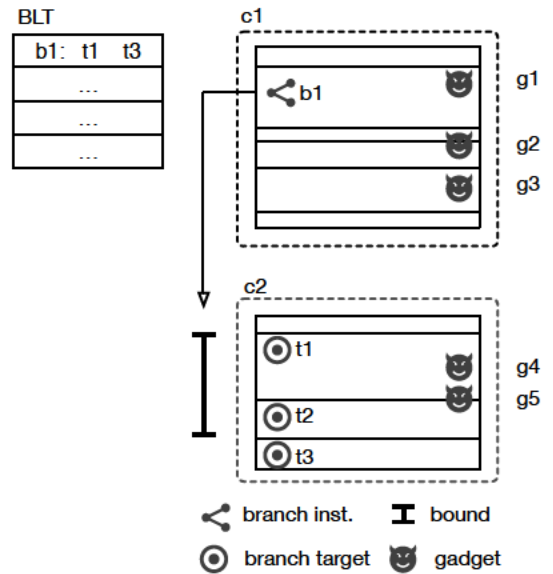 BLT
b1: t1 t3
...
...
...
c1
b1
g1
g2
g3
c2
t1
g4
g5
t2
t3
branch inst.
bound
branch target
gadget